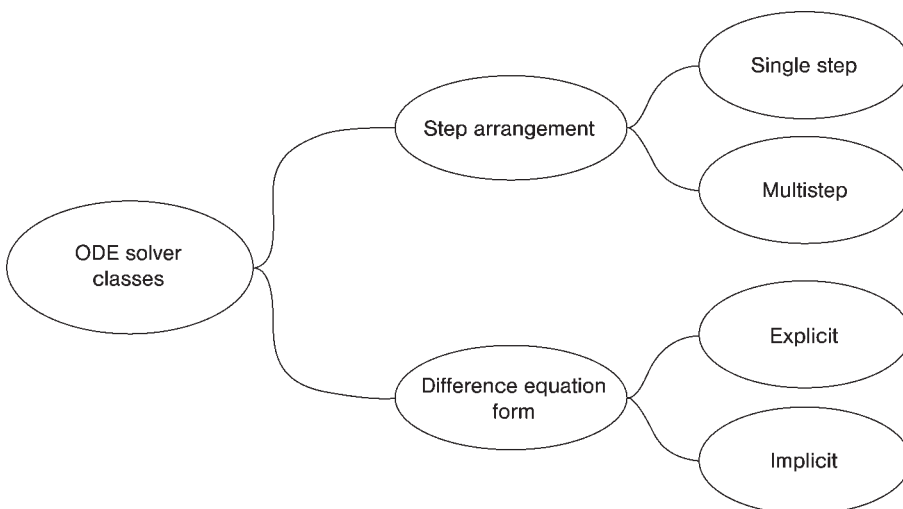 Single step
Step arrangement
Multistep
ODE solver
classes
Explicit
Difference equation
form
Implicit